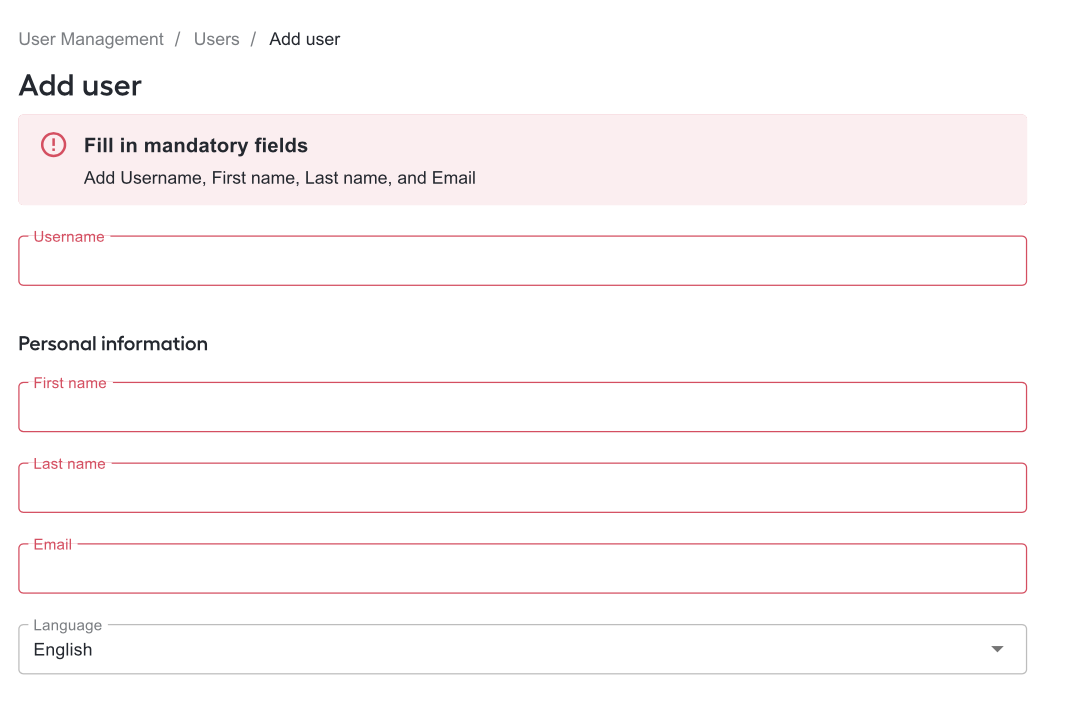 User Management / Users / Add user
Add user
Fill in mandatory fields
Add Username, First name, Last name, and Email
Username
Personal information
First name
Last name
Email
Language
English